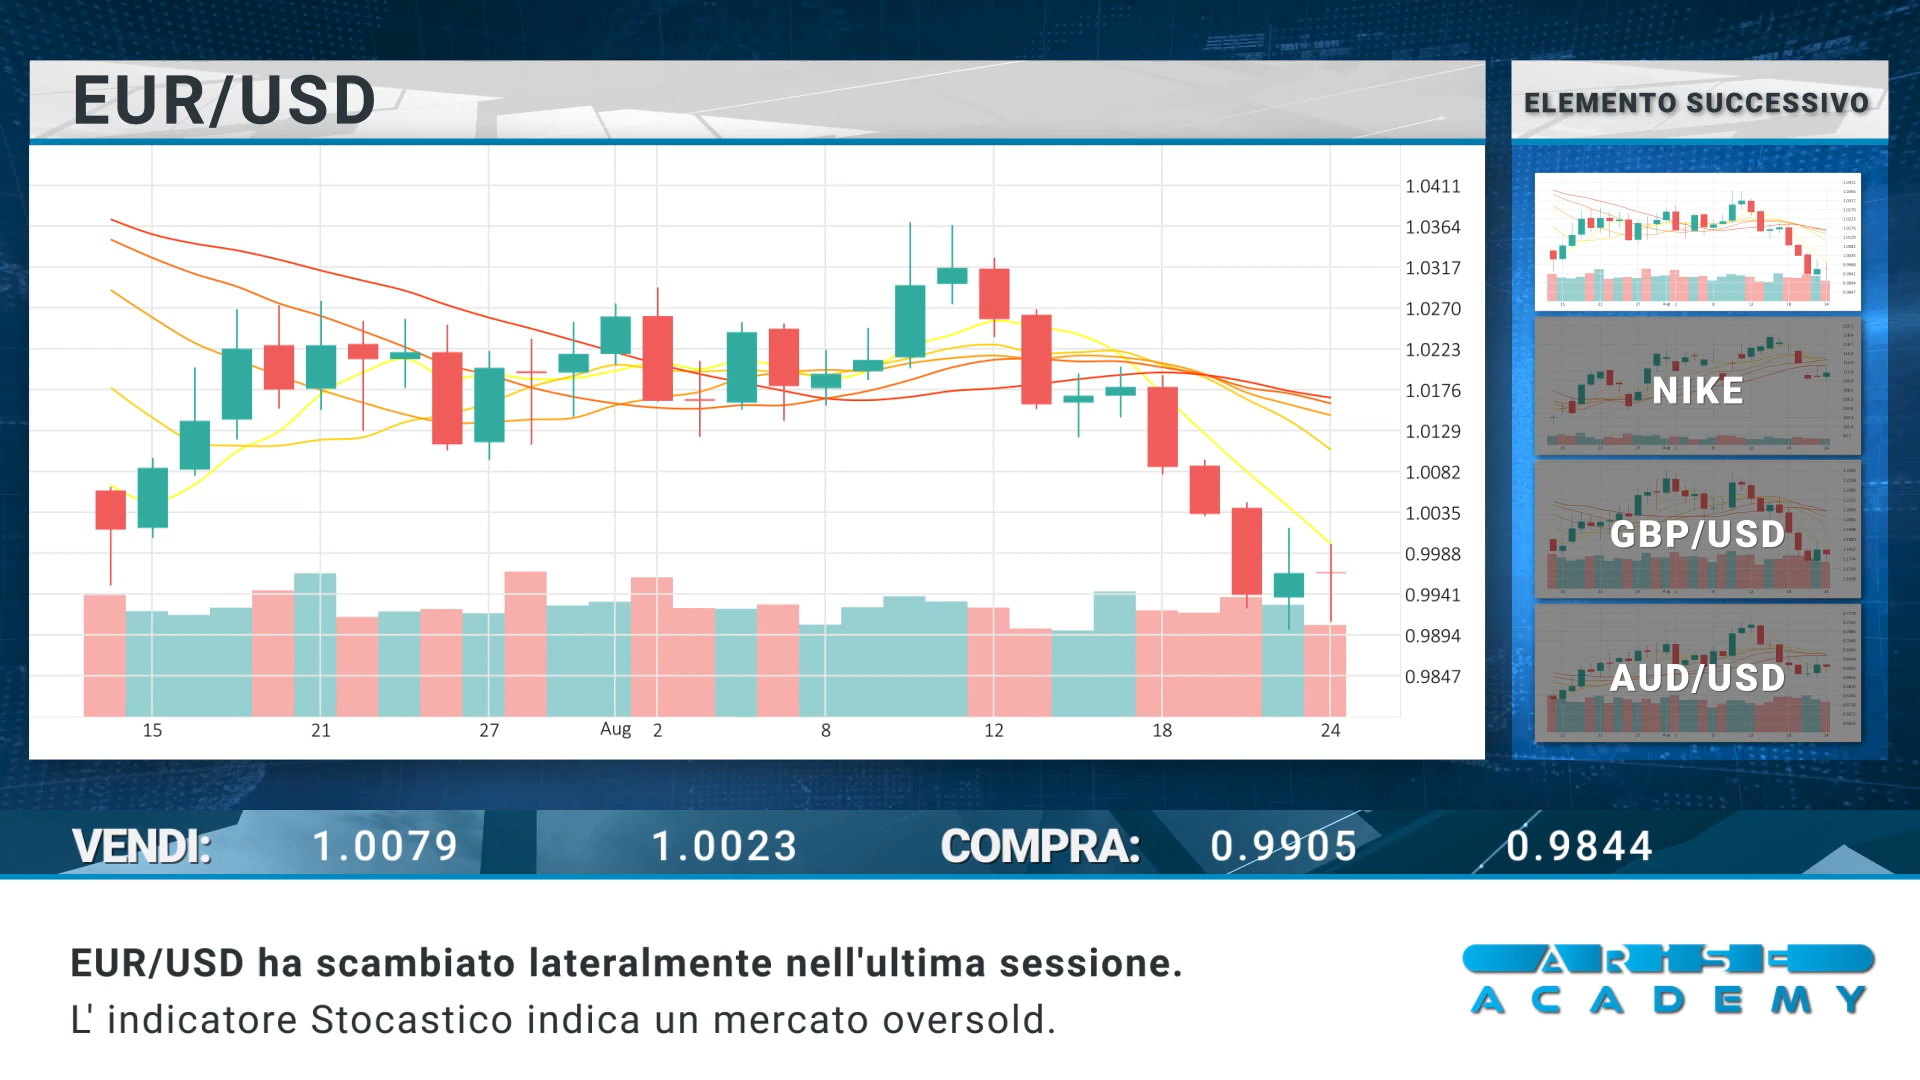 EUR/USD
ELEMENTO SUCCESSIVO
1.0411
1.0364
1.0317
1.0270
1.0223
1.0176
1.0129
1.0082
1.0035
0.9988
0.9941
0.9894
0.9847
15 21 27 Aug 2 8 12 18 24
NIKE
GBP/USD
AUD/USD
VENDI: 1.0079 1.0023 COMPRA: 0.9905 0.9844
EUR/USD ha scambiato lateralmente nell'ultima sessione.
L' indicatore Stocastico indica un mercato oversold.
ARISE
ACADEMY